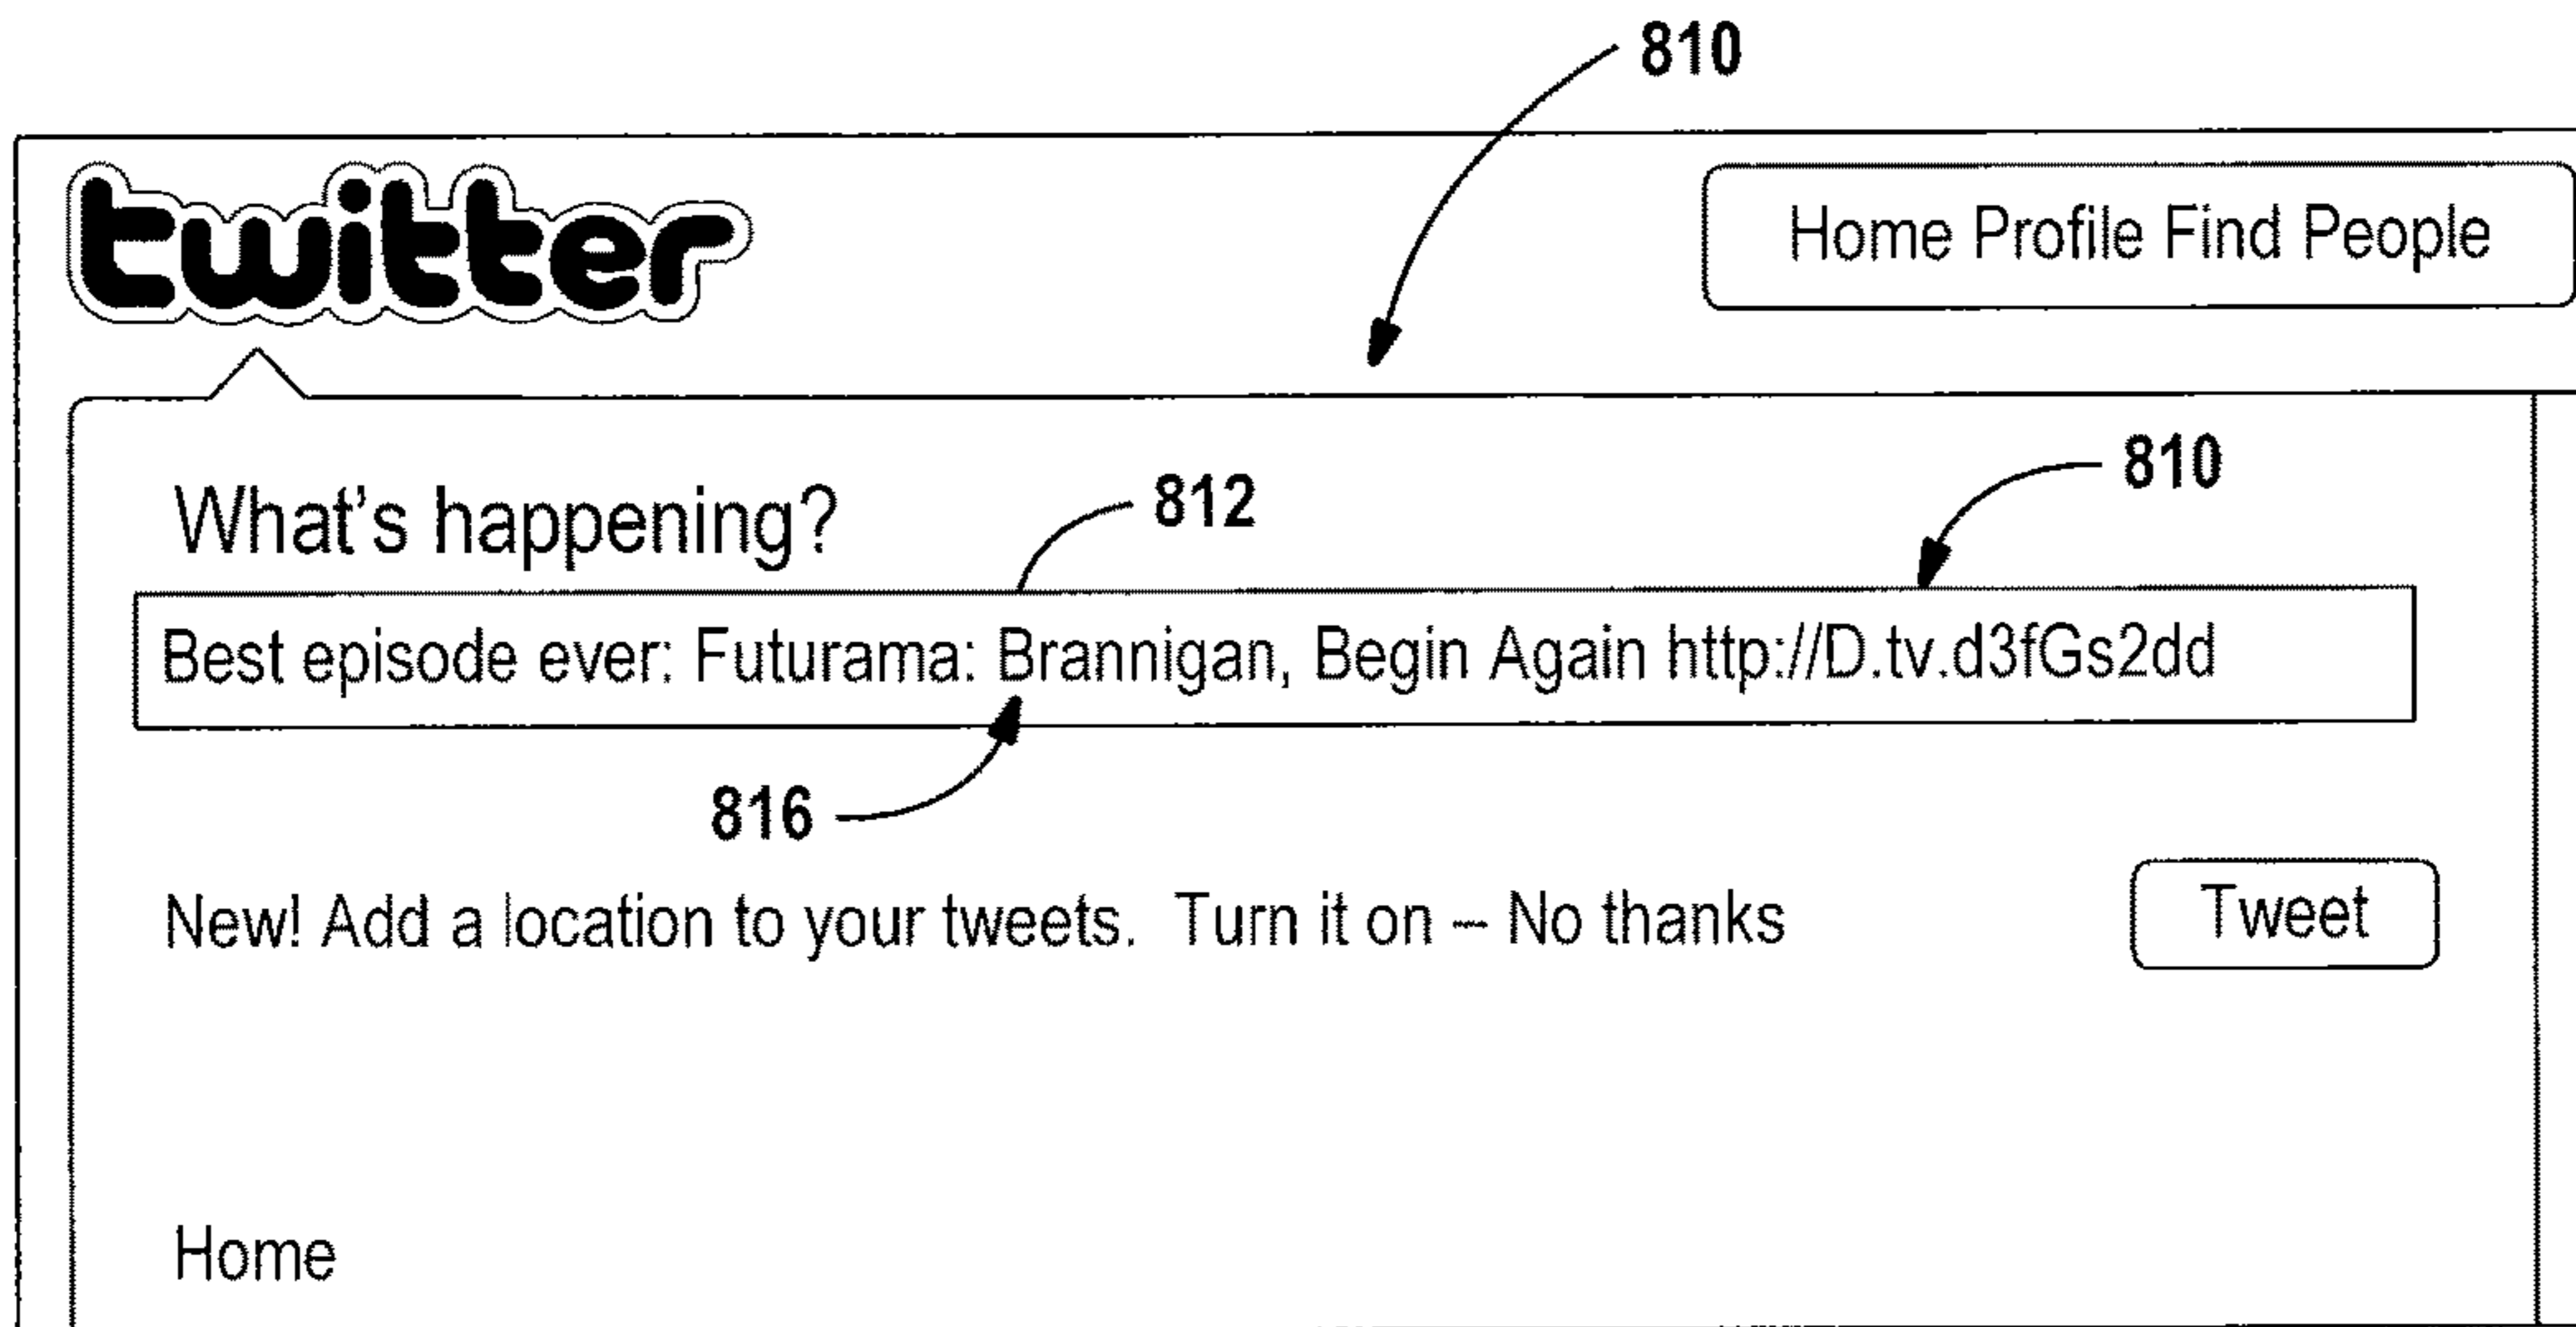 810
twitter
Home Profile Find People
810
What's happening?
812
Best episode ever: Futurama: Brannigan, Begin Again http://D.tv.d3fGs2dd
816
New! Add a location to your tweets. Turn it on – No thanks
Tweet
Home